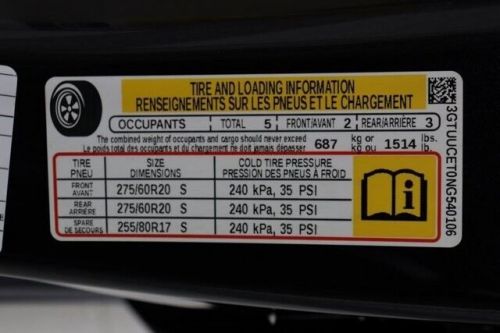 TIRE AND LOADING INFORMATION
RENSEIGNEMENTS SUR LES PNEUS ET LE CHARGEMENT
OCCUPANTS TOTAL 5 FRONT/AVANT 2 REAR/ARRIÈRE 3
The combined weight of occupants and cargo should never exceed 687 kg or 1514 lbs.
Le poids total des occupants et du chargement ne doit jamais dépasser kg ou lb.
TIRE PNEU SIZE DIMENSIONS COLD TIRE PRESSURE PRESSION DES PNEUS À FROID
FRONT AVANT 275/60R20 S 240 kPa, 35 PSI
REAR ARRIÈRE 275/60R20 S 240 kPa, 35 PSI
SPARE DE SECOURS 255/80R17 S 240 kPa, 35 PSI
3GTUUCET0NG540106